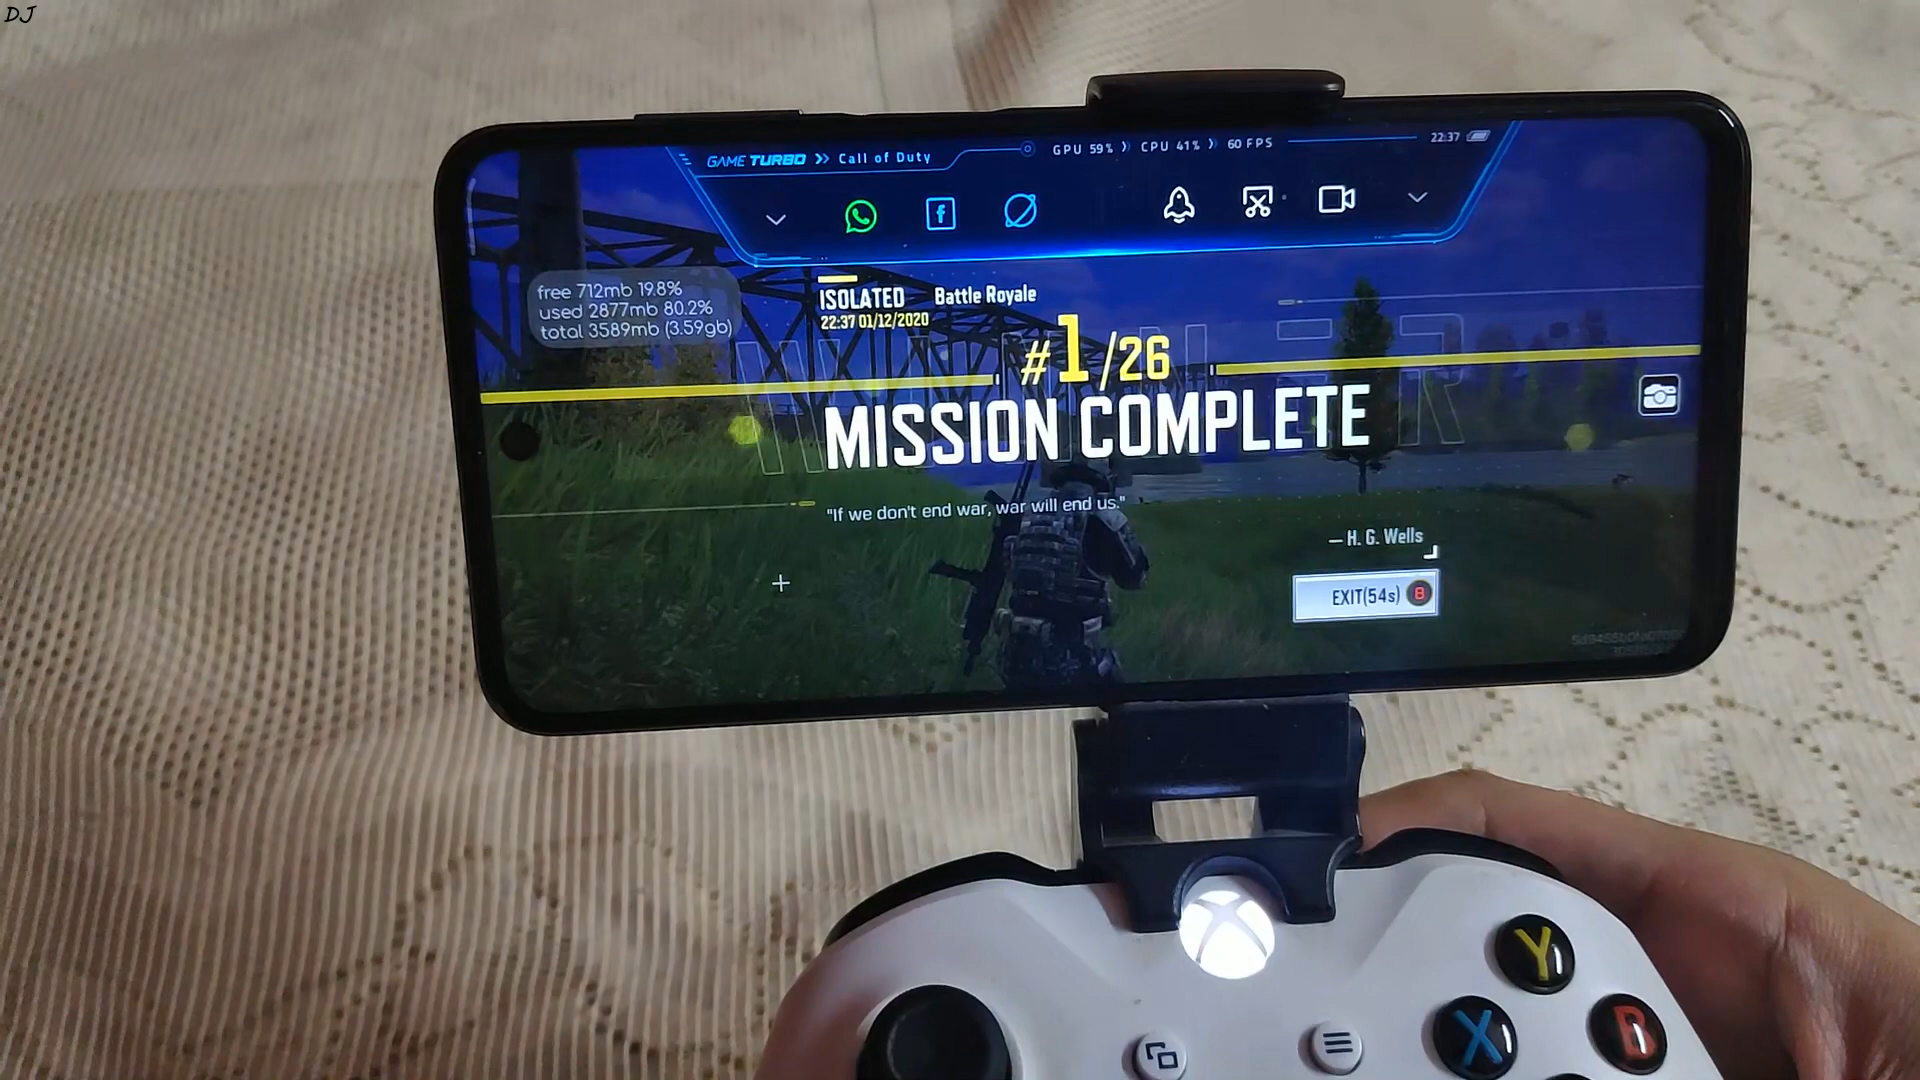 DJ
GAME TURBO Call of Duty
GPU 59% CPU 41% 60 FPS
22:37
free 712mb 19.8%
used 2877mb 80.2%
total 3589mb (3.59gb)
ISOLATED Battle Royale
22:37 01/12/2020
WINNER
#1/26
MISSION COMPLETE
"If we don't end war, war will end us."
— H. G. Wells
EXIT(54s) B
Y
X
B